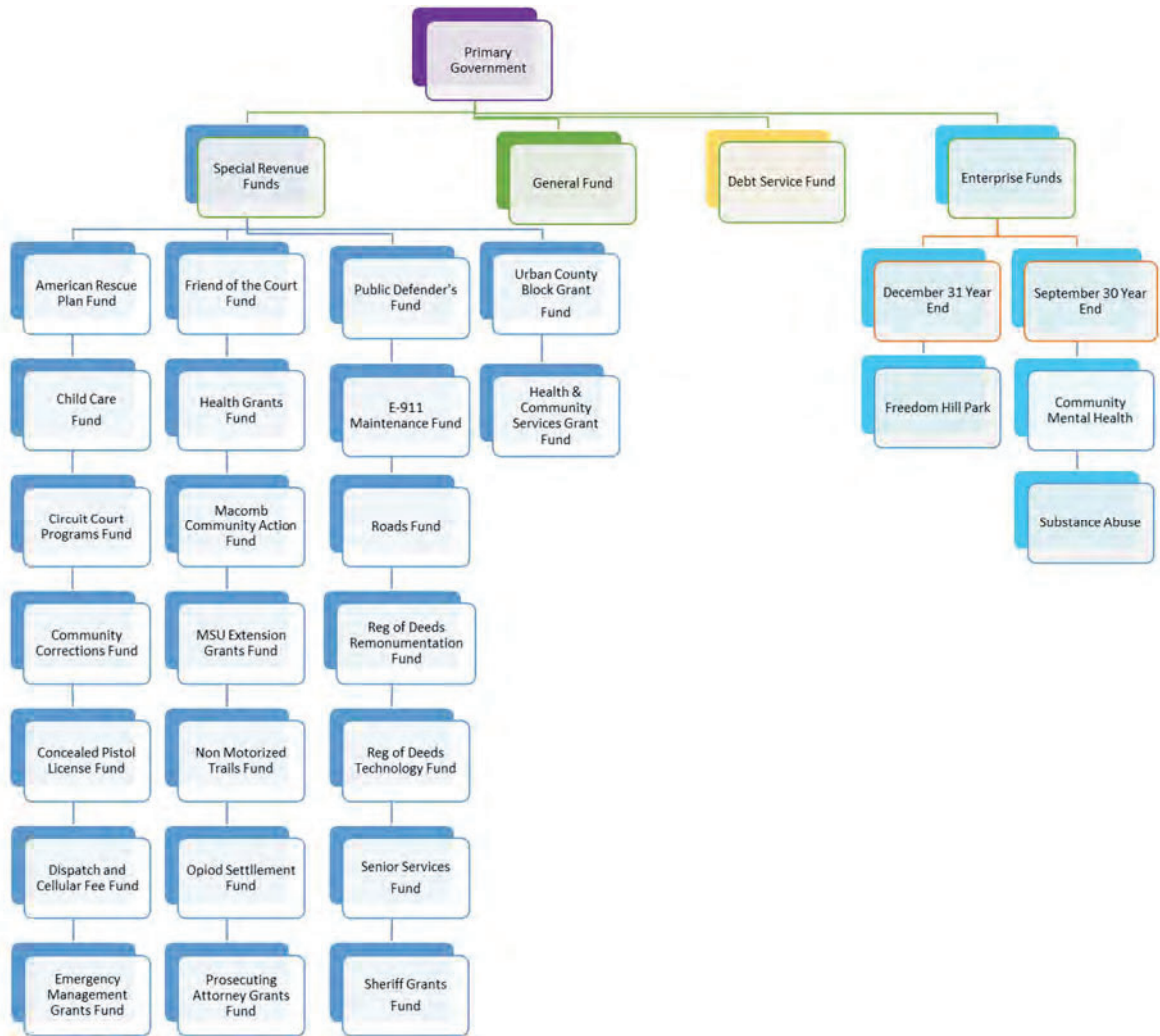 Primary
Government
Special Revenue
Funds
General Fund
Debt Service Fund
Enterprise Funds
American Rescue
Plan Fund
Friend of the Court
Fund
Public Defender's
Fund
Urban County
Block Grant
Fund
December 31 Year
End
September 30 Year
End
Child Care
Fund
Health Grants
Fund
E-911
Maintenance Fund
Health &
Community
Services Grant
Fund
Freedom Hill Park
Community
Mental Health
Circuit Court
Programs Fund
Macomb
Community Action
Fund
Roads Fund
Substance Abuse
Community
Corrections Fund
MSU Extension
Grants Fund
Reg of Deeds
Remonumentation
Fund
Concealed Pistol
License Fund
Non Motorized
Trails Fund
Reg of Deeds
Technology Fund
Dispatch and
Cellular Fee Fund
Opiod Settllement
Fund
Senior Services
Fund
Emergency
Management
Grants Fund
Prosecuting
Attorney Grants
Fund
Sheriff Grants
Fund